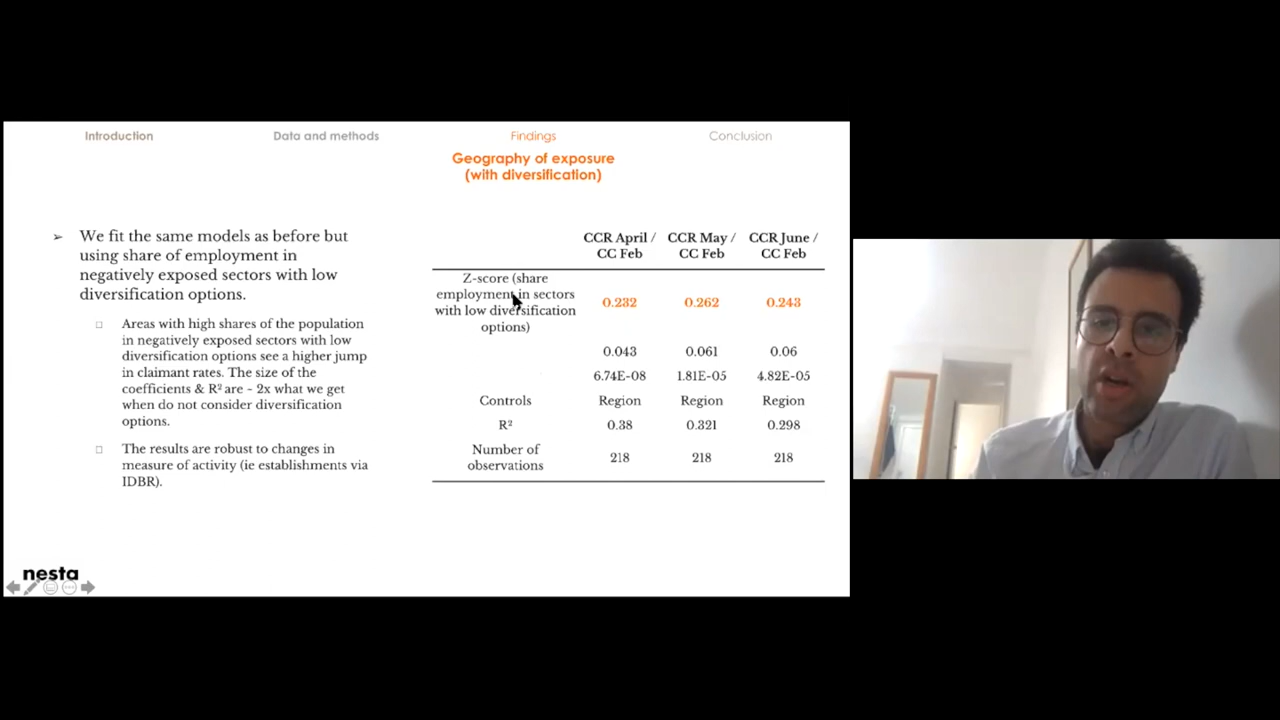 Introduction
Data and methods
Findings
Conclusion
Geography of exposure
(with diversification)
➢ We fit the same models as before but
using share of employment in
negatively exposed sectors with low
diversification options.
□ Areas with high shares of the population
in negatively exposed sectors with low
diversification options see a higher jump
in claimant rates. The size of the
coefficients & R² are ~ 2x what we get
when do not consider diversification
options.
□ The results are robust to changes in
measure of activity (ie establishments via
IDBR).
CCR April /
CC Feb
CCR May /
CC Feb
CCR June /
CC Feb
Z-score (share
employment in sectors
with low diversification
options)
0.232
0.262
0.243
0.043
0.061
0.06
6.74E-08
1.81E-05
4.82E-05
Controls
Region
Region
Region
R²
0.38
0.321
0.298
Number of
observations
218
218
218
nesta